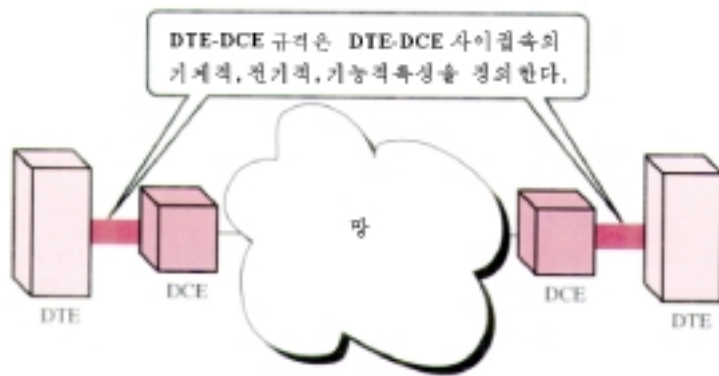 DTE-DCE 규격은 DTE-DCE 사이접속의
기계적, 전기적, 기능적특성을 정의한다.
망
DCE
DCE
DTE
DTE